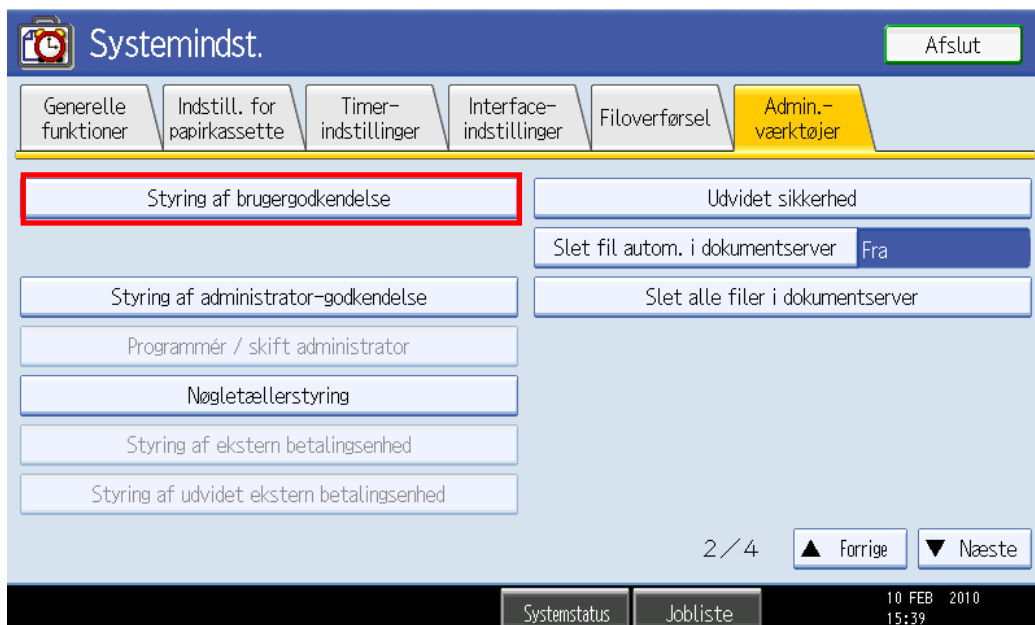 Systemindst.
Afslut
Generelle
funktioner
Indstill. for
papirkassette
Timer-
indstillinger
Interface-
indstillinger
Filoverførsel
Admin.-
værktøjer
Styring af brugergodkendelse
Udvidet sikkerhed
Slet fil autom. i dokumentserver
Fra
Styring af administrator-godkendelse
Slet alle filer i dokumentserver
Programmér / skift administrator
Nøgletællerstyring
Styring af ekstern betalingsenhed
Styring af udvidet ekstern betalingsenhed
2/4
▲ Forrige
▼ Næste
Systemstatus
Jobliste
10 FEB 2010
15:39